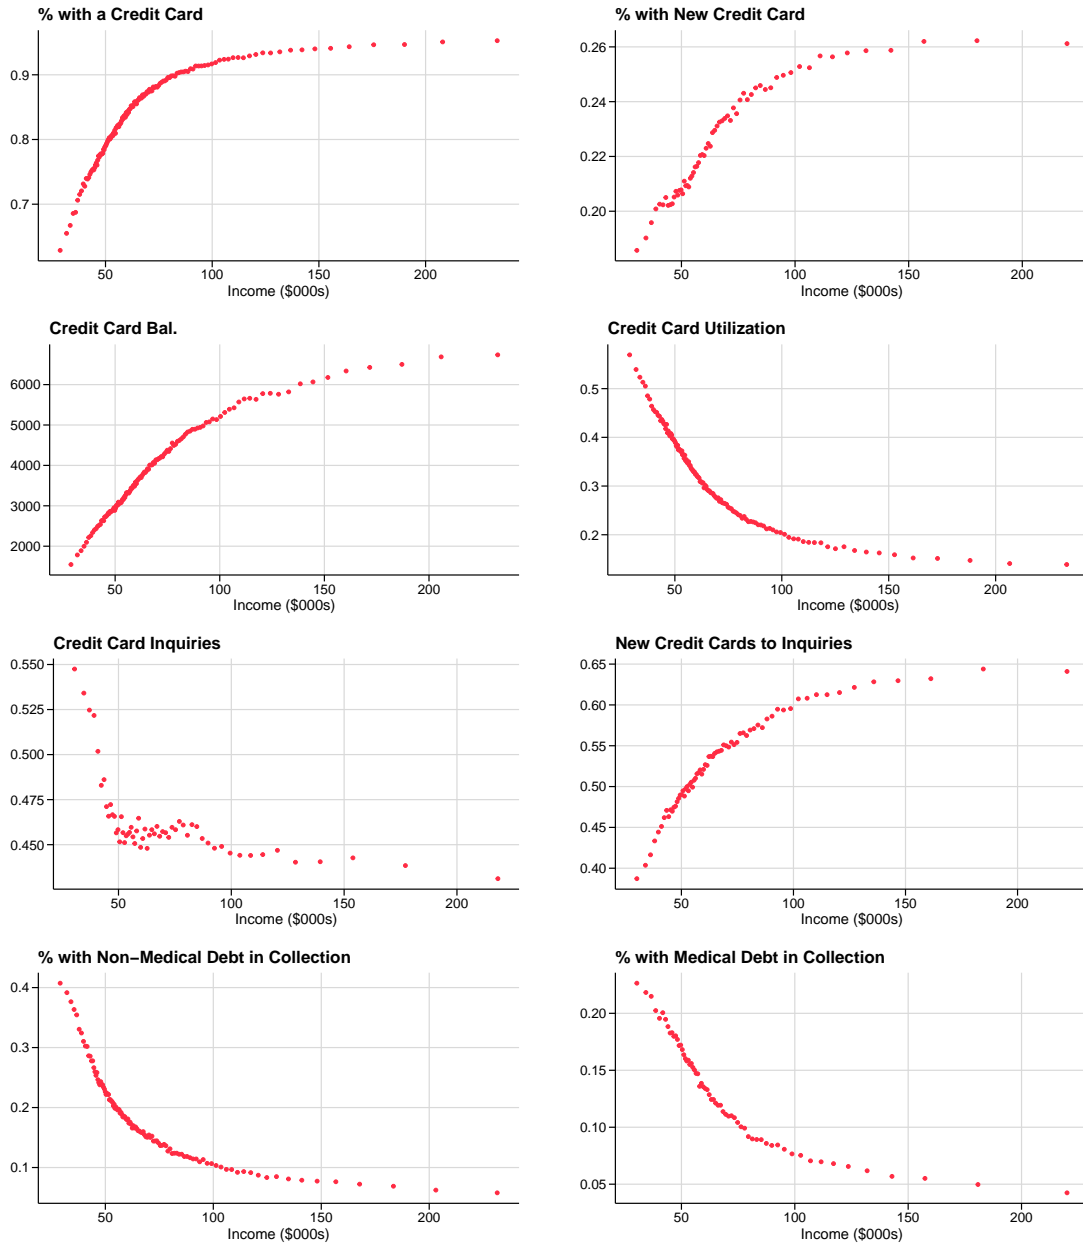 % with a Credit Card
0.9
0.8
0.7
50 100 150 200
Income ($000s)
% with New Credit Card
0.26
0.24
0.22
0.20
50 100 150 200
Income ($000s)
Credit Card Bal.
6000
5000
4000
3000
2000
50 100 150 200
Income ($000s)
Credit Card Utilization
0.5
0.4
0.3
0.2
50 100 150 200
Income ($000s)
Credit Card Inquiries
0.550
0.525
0.500
0.475
0.450
50 100 150 200
Income ($000s)
New Credit Cards to Inquiries
0.65
0.60
0.55
0.50
0.45
0.40
50 100 150 200
Income ($000s)
% with Non−Medical Debt in Collection
0.4
0.3
0.2
0.1
50 100 150 200
Income ($000s)
% with Medical Debt in Collection
0.20
0.15
0.10
0.05
50 100 150 200
Income ($000s)